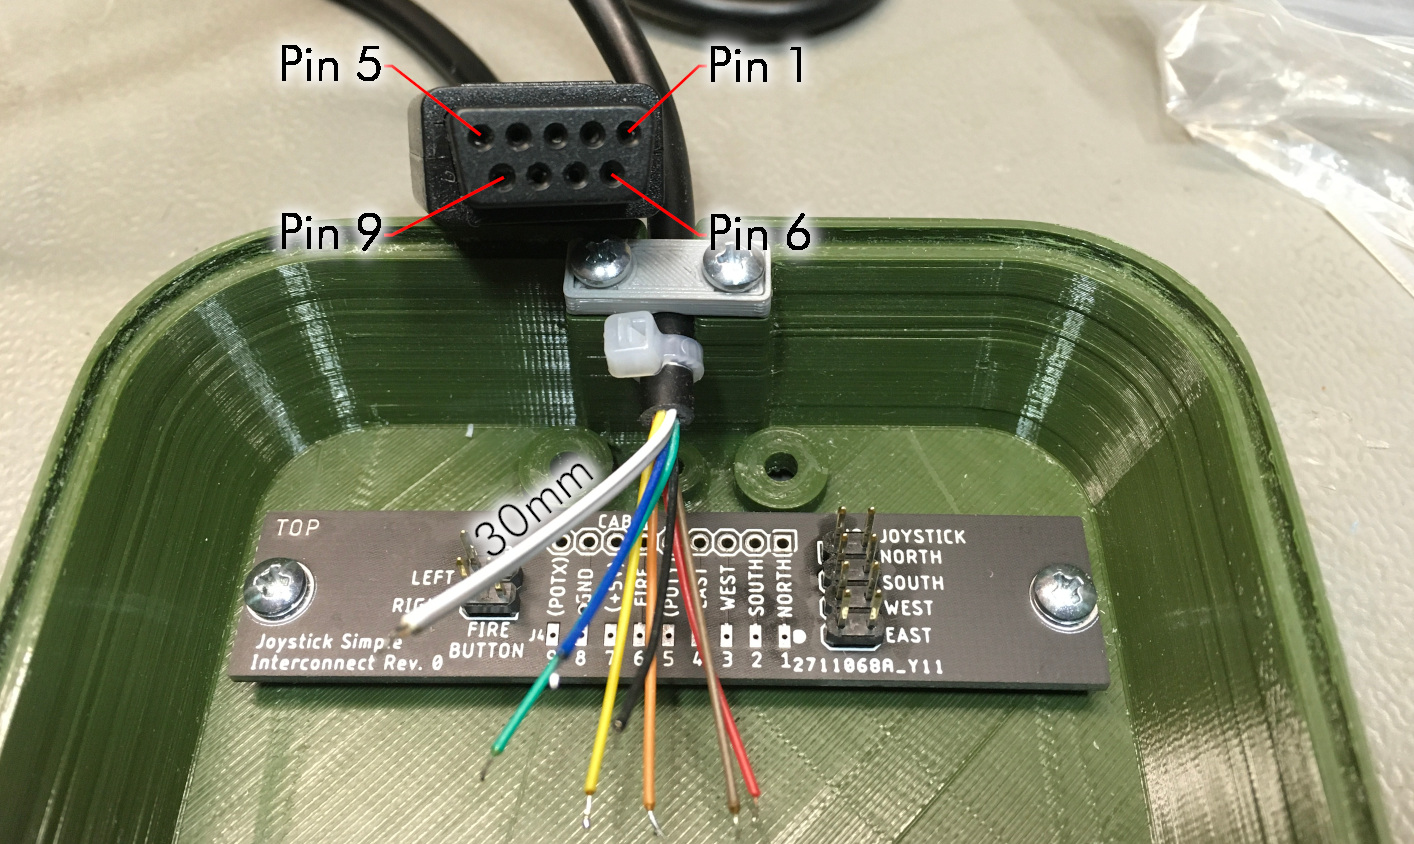 Pin 5
Pin 1
Pin 9
Pin 6
30mm
TOP
JOYSTICK
NORTH
SOUTH
WEST
EAST
LEFT
FIRE
BUTTON
(POTX)
GND
FIRE
WEST
SOUTH
NORTH
J4
8 7 6 5 4 3 2 1
Joystick Simple
Interconnect Rev. 0
2711068A_Y11